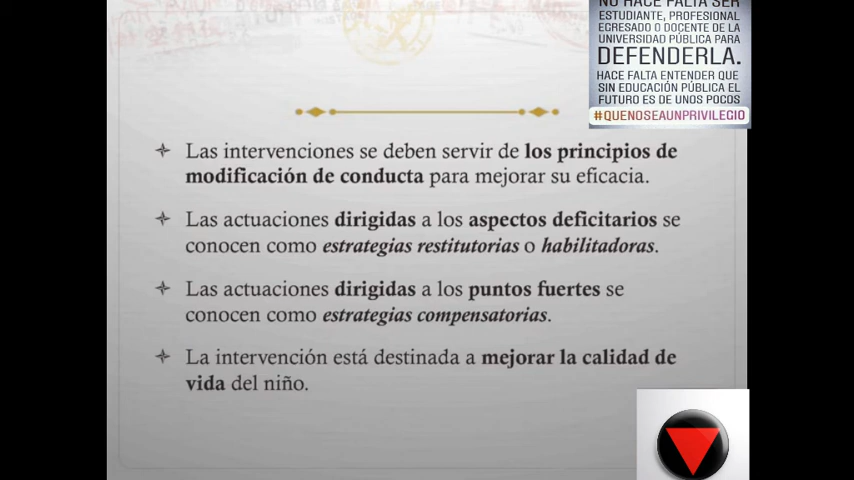 NO HACE FALTA SER
ESTUDIANTE, PROFESIONAL
EGRESADO O DOCENTE DE LA
UNIVERSIDAD PÚBLICA PARA
DEFENDERLA.
HACE FALTA ENTENDER QUE
SIN EDUCACIÓN PÚBLICA EL
FUTURO ES DE UNOS POCOS
#QUENOSEAUNPRIVILEGIO
Las intervenciones se deben servir de los principios de
modificación de conducta para mejorar su eficacia.
Las actuaciones dirigidas a los aspectos deficitarios se
conocen como estrategias restitutorias o habilitadoras.
Las actuaciones dirigidas a los puntos fuertes se
conocen como estrategias compensatorias.
La intervención está destinada a mejorar la calidad de
vida del niño.